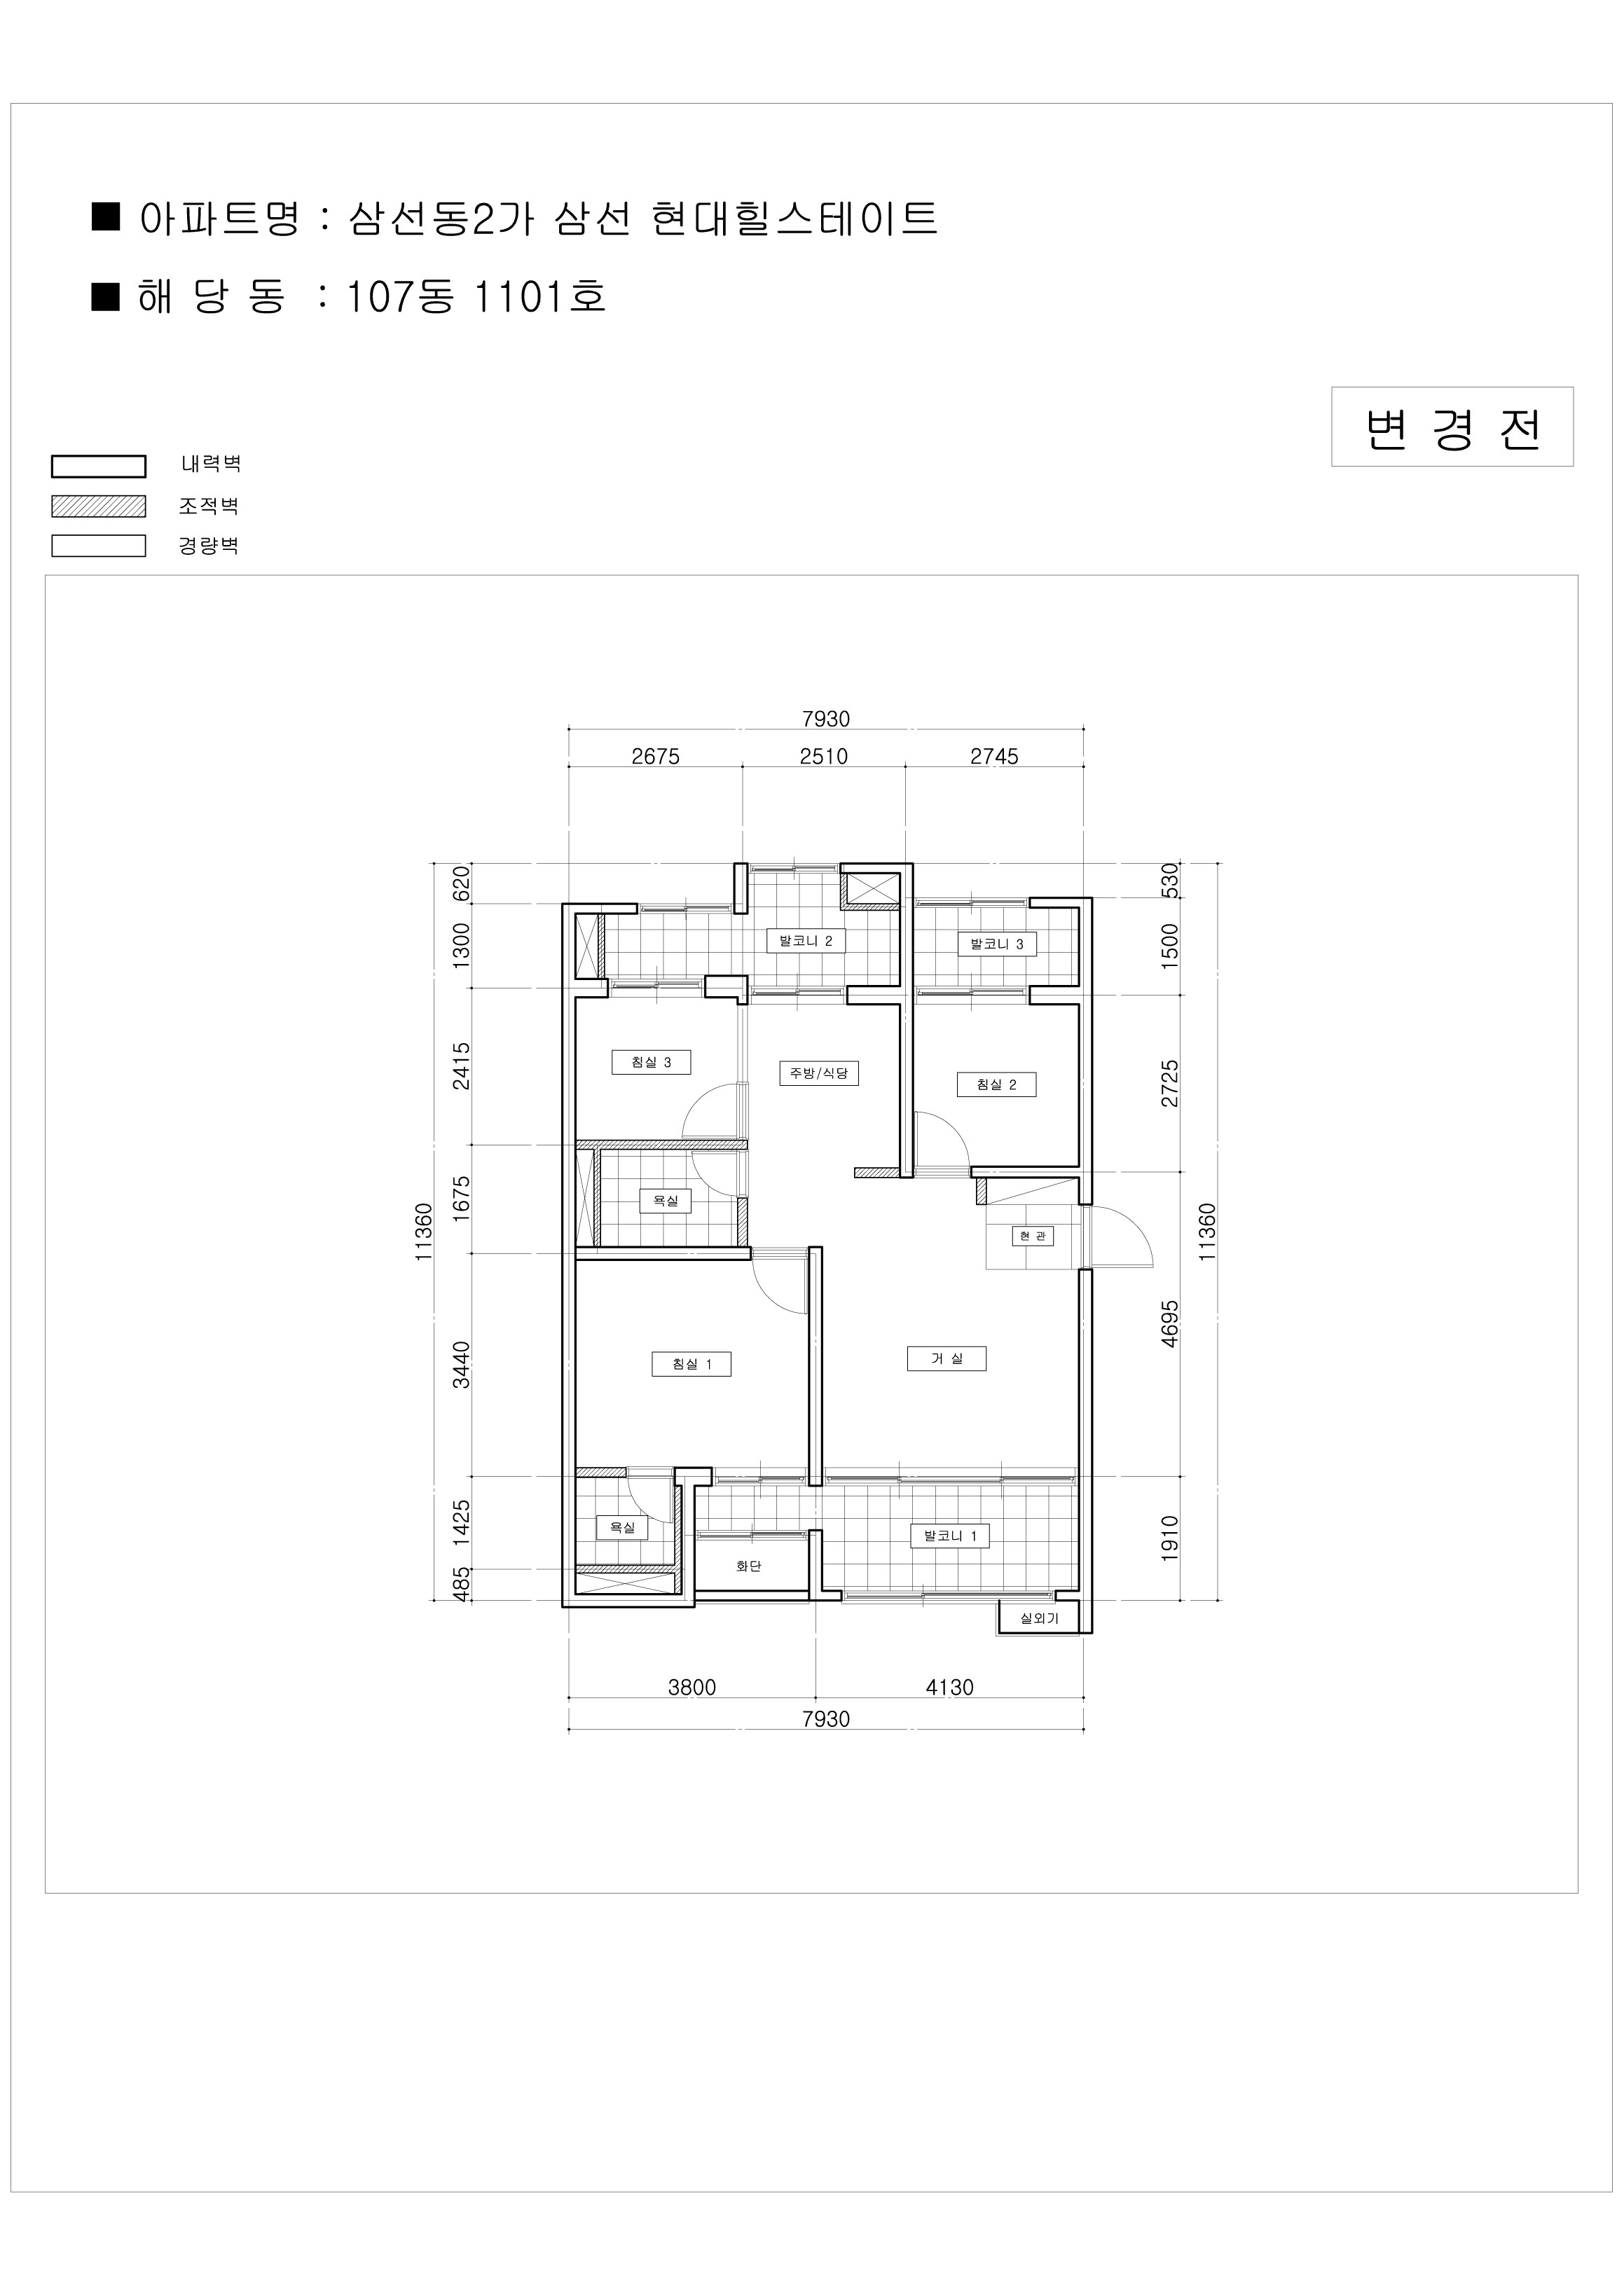 ■ 아파트명 : 삼선동2가 삼선 현대힐스테이트
■ 해 당 동 : 107동 1101호
변 경 전
내력벽
조적벽
경량벽
7930
2675 2510 2745
620
530
1300
1500
발코니 2
발코니 3
2415
2725
침실 3
주방/식당
침실 2
1675
욕실
현 관
11360
11360
4695
3440
침실 1
거 실
1425
1910
욕실
발코니 1
화단
485
실외기
3800 4130
7930